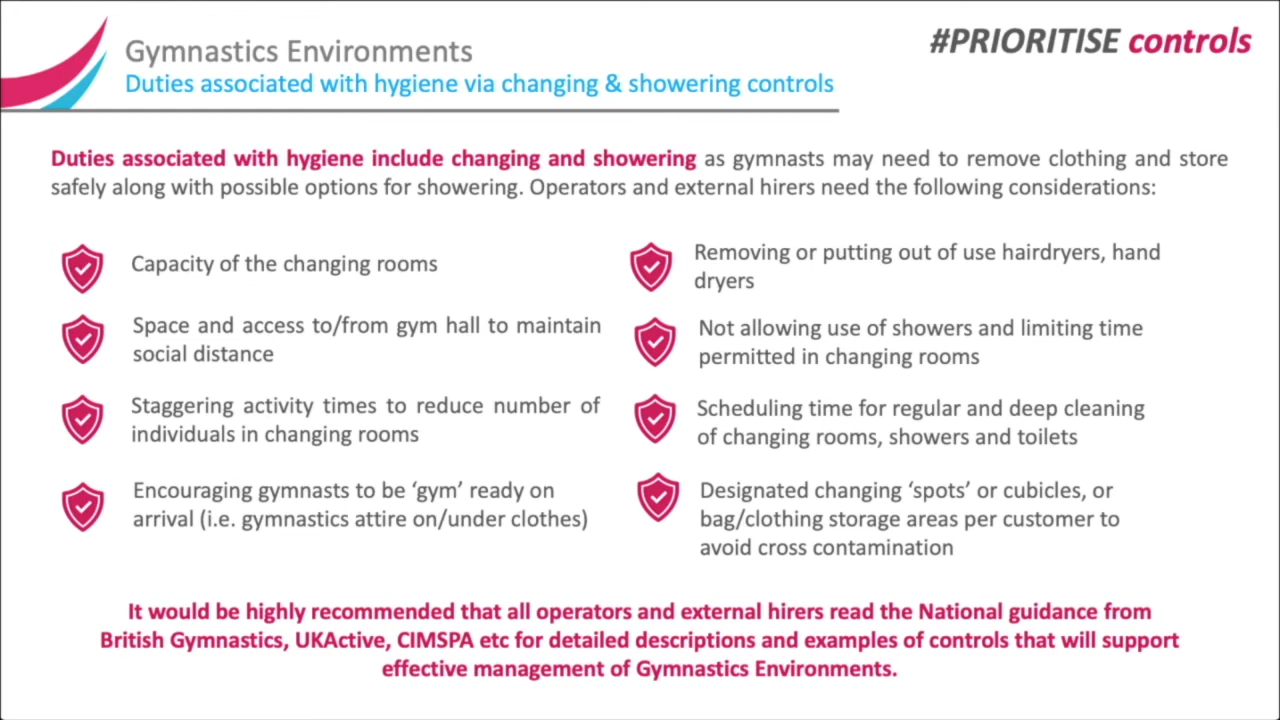 Gymnastics Environments
#PRIORITISE controls
Duties associated with hygiene via changing & showering controls
Duties associated with hygiene include changing and showering as gymnasts may need to remove clothing and store
safely along with possible options for showering. Operators and external hirers need the following considerations:
Capacity of the changing rooms
Space and access to/from gym hall to maintain
social distance
Staggering activity times to reduce number of
individuals in changing rooms
Encouraging gymnasts to be ‘gym’ ready on
arrival (i.e. gymnastics attire on/under clothes)
Removing or putting out of use hairdryers, hand
dryers
Not allowing use of showers and limiting time
permitted in changing rooms
Scheduling time for regular and deep cleaning
of changing rooms, showers and toilets
Designated changing ‘spots’ or cubicles, or
bag/clothing storage areas per customer to
avoid cross contamination
It would be highly recommended that all operators and external hirers read the National guidance from
British Gymnastics, UKActive, CIMSPA etc for detailed descriptions and examples of controls that will support
effective management of Gymnastics Environments.